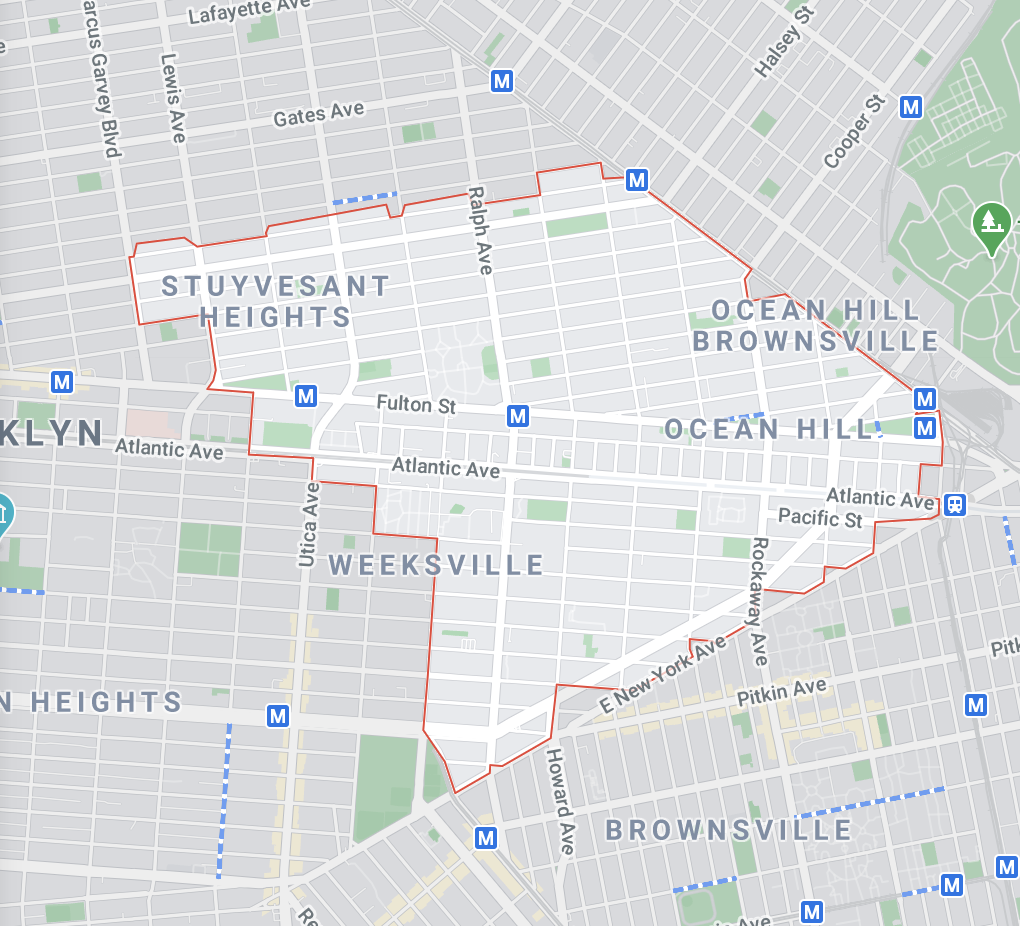 Lafayette Ave
arcus Garvey Blvd
Lewis Ave
Halsey St
M
M
Gates Ave
Cooper St
M
Ralph Ave
STUYVESANT
HEIGHTS
OCEAN HILL
BROWNSVILLE
M
M
M
Fulton St
M
M
KLYN
OCEAN HILL
Atlantic Ave
Atlantic Ave
Atlantic Ave
Pacific St
Utica Ave
WEEKSVILLE
Rockaway Ave
E New York Ave
Pitk
Pitkin Ave
N HEIGHTS
M
M
Howard Ave
BROWNSVILLE
M
M
M
M
Re